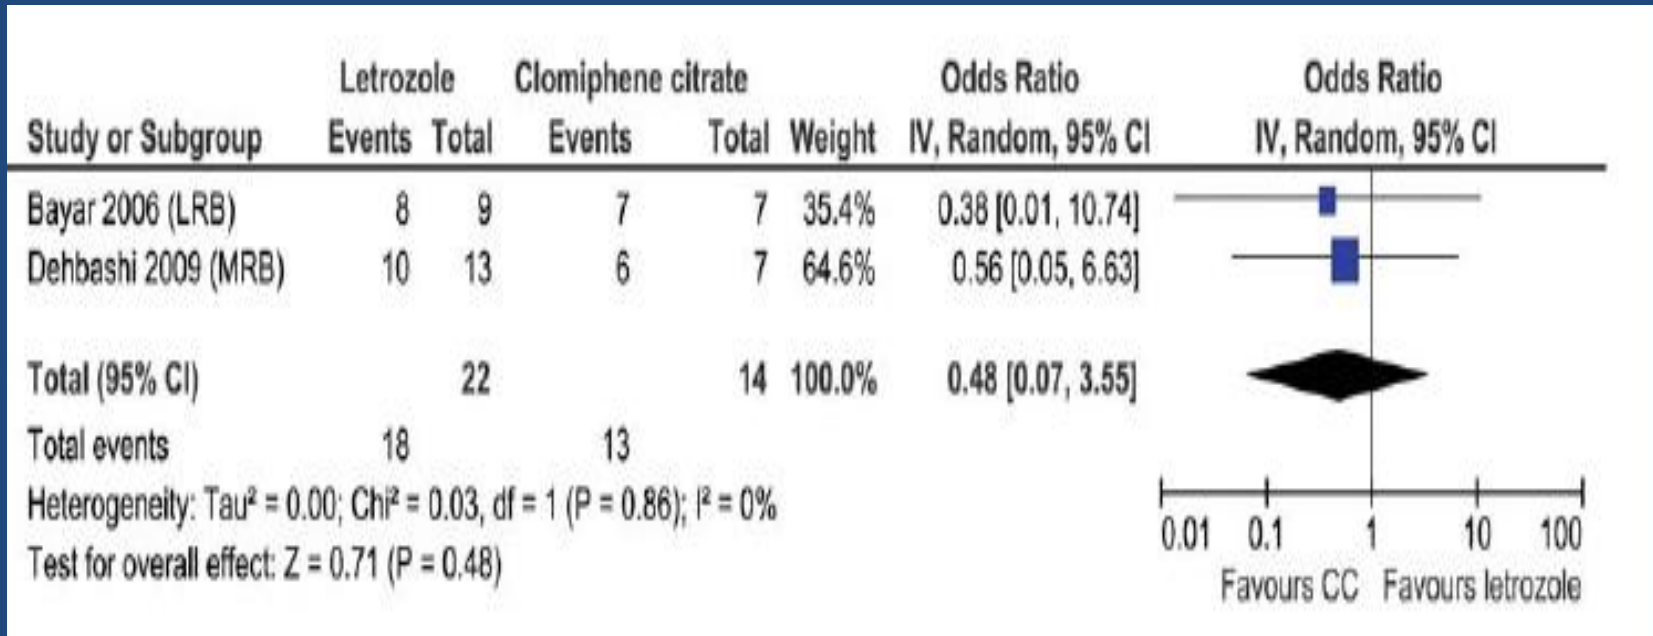 Letrozole Clomiphene citrate Odds Ratio Odds Ratio
Study or Subgroup Events Total Events Total Weight IV, Random, 95% CI IV, Random, 95% CI
Bayar 2006 (LRB) 8 9 7 7 35.4% 0.38 [0.01, 10.74]
Dehbashi 2009 (MRB) 10 13 6 7 64.6% 0.56 [0.05, 6.63]
Total (95% CI) 22 14 100.0% 0.48 [0.07, 3.55]
Total events 18 13
Heterogeneity: Tau² = 0.00; Chi² = 0.03, df = 1 (P = 0.86); I² = 0%
Test for overall effect: Z = 0.71 (P = 0.48)
0.01 0.1 1 10 100
Favours CC Favours letrozole